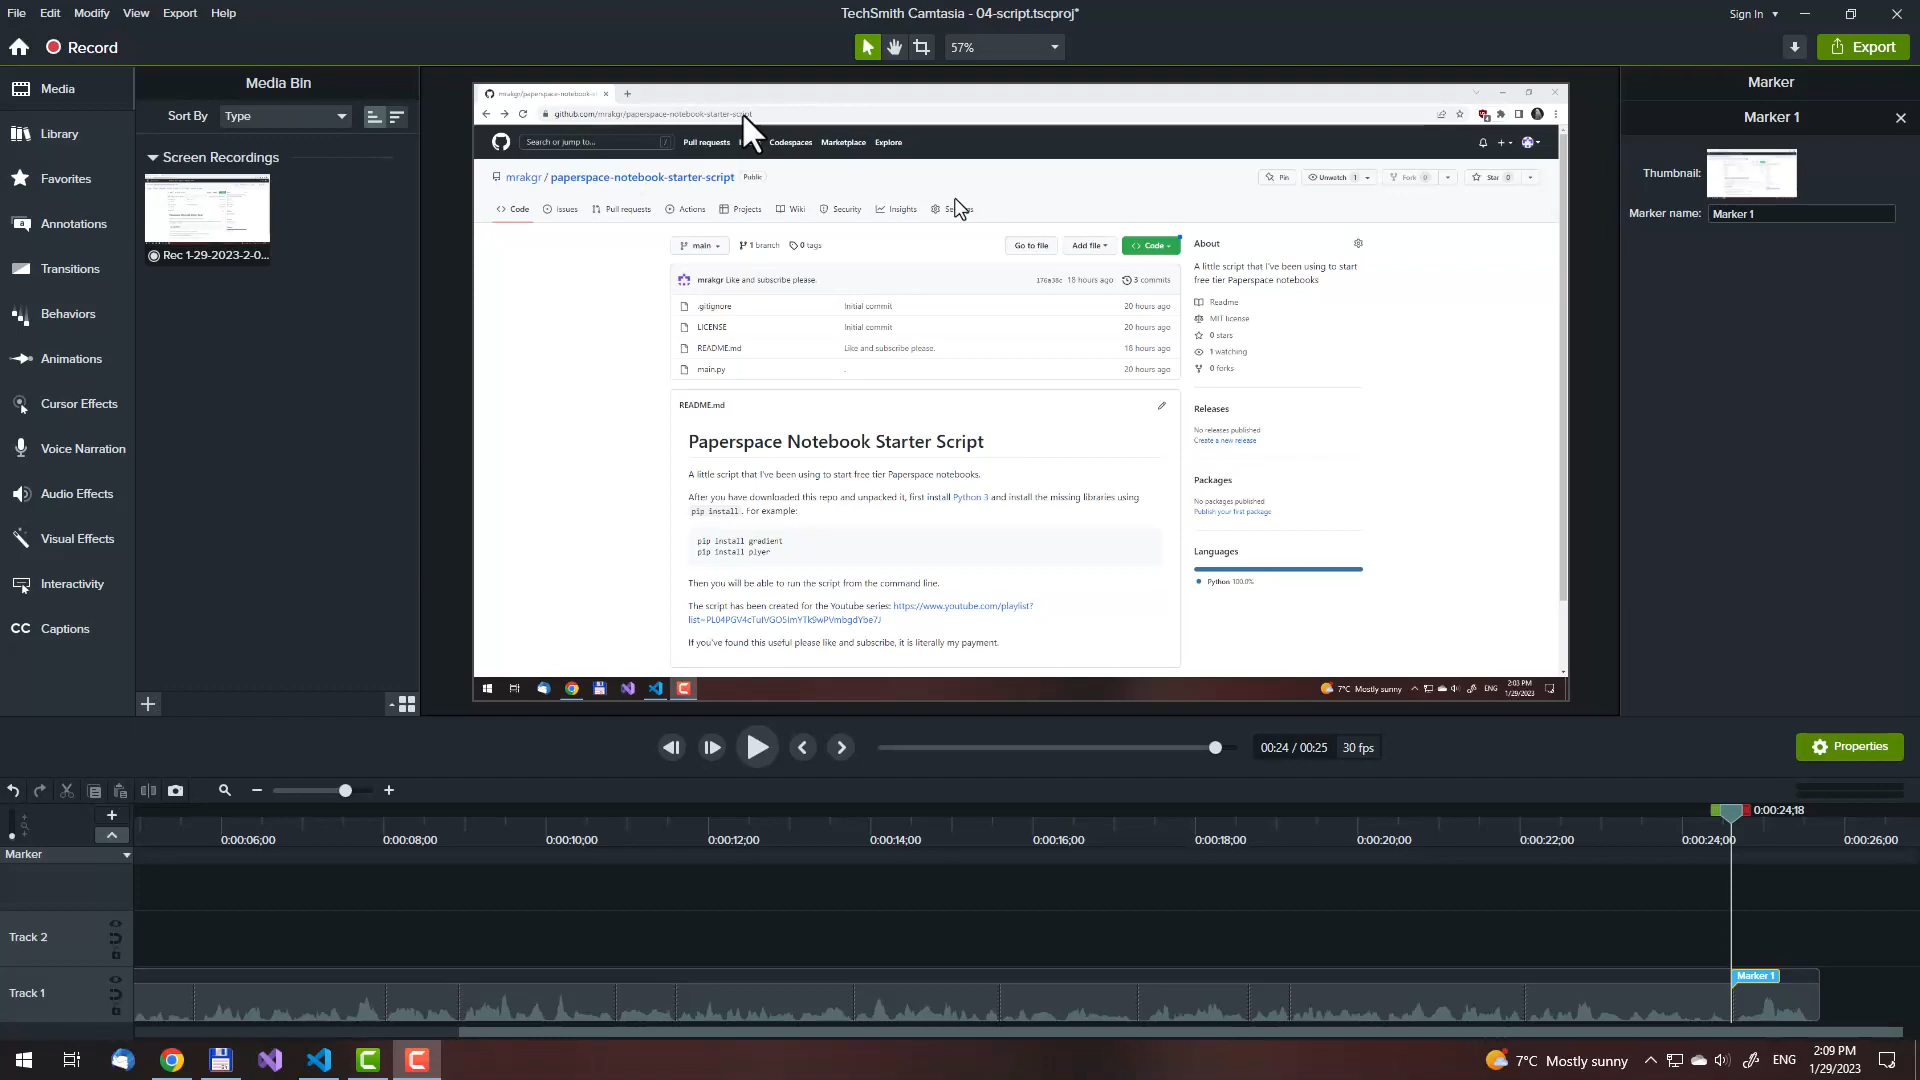 File Edit Modify View Export Help
TechSmith Camtasia - 04-script.tscproj*
Sign In
Record
57%
Export
Media
Library
Favorites
Annotations
Transitions
Behaviors
Animations
Cursor Effects
Voice Narration
Audio Effects
Visual Effects
Interactivity
CC Captions
Media Bin
Sort By Type
Screen Recordings
Rec 1-29-2023-2-0...
mrakgr/paperspace-notebook-s
github.com/mrakgr/paperspace-notebook-starter-script
Search or jump to... /
Pull requests Codespaces Marketplace Explore
mrakgr / paperspace-notebook-starter-script Public
Pin Unwatch 1 Fork 0 Star 0
Code Issues Pull requests Actions Projects Wiki Security Insights
main 1 branch 0 tags Go to file Add file Code
mrakgr Like and subscribe please. 18 hours ago 3 commits
.gitignore Initial commit 20 hours ago
LICENSE Initial commit 20 hours ago
README.md Like and subscribe please. 18 hours ago
main.py . 20 hours ago
README.md
Paperspace Notebook Starter Script
A little script that I've been using to start free tier Paperspace notebooks.
After you have downloaded this repo and unpacked it, first install Python 3 and install the missing libraries using
pip install . For example:
pip install gradient
pip install plyer
Then you will be able to run the script from the command line.
The script has been created for the Youtube series: https://www.youtube.com/playlist?
list=PL04PGV4cTuIVGO5ImYTk9wPVmbgdYbe7J
If you've found this useful please like and subscribe, it is literally my payment.
About
A little script that I've been using to start
free tier Paperspace notebooks
Readme
MIT license
0 stars
1 watching
0 forks
Releases
No releases published
Create a new release
Packages
No packages published
Publish your first package
Languages
Python 100.0%
7°C Mostly sunny ENG 2:03 PM
1/29/2023
Marker
Marker 1
Thumbnail:
Marker name: Marker 1
00:24 / 00:25 30 fps
Properties
0:00:24;18
0:00:06;00 0:00:08;00 0:00:10;00 0:00:12;00 0:00:14;00 0:00:16;00 0:00:18;00 0:00:20;00 0:00:22;00 0:00:24;00 0:00:26;00
Marker
Track 2
Marker 1
Track 1
7°C Mostly sunny ENG 2:09 PM
1/29/2023